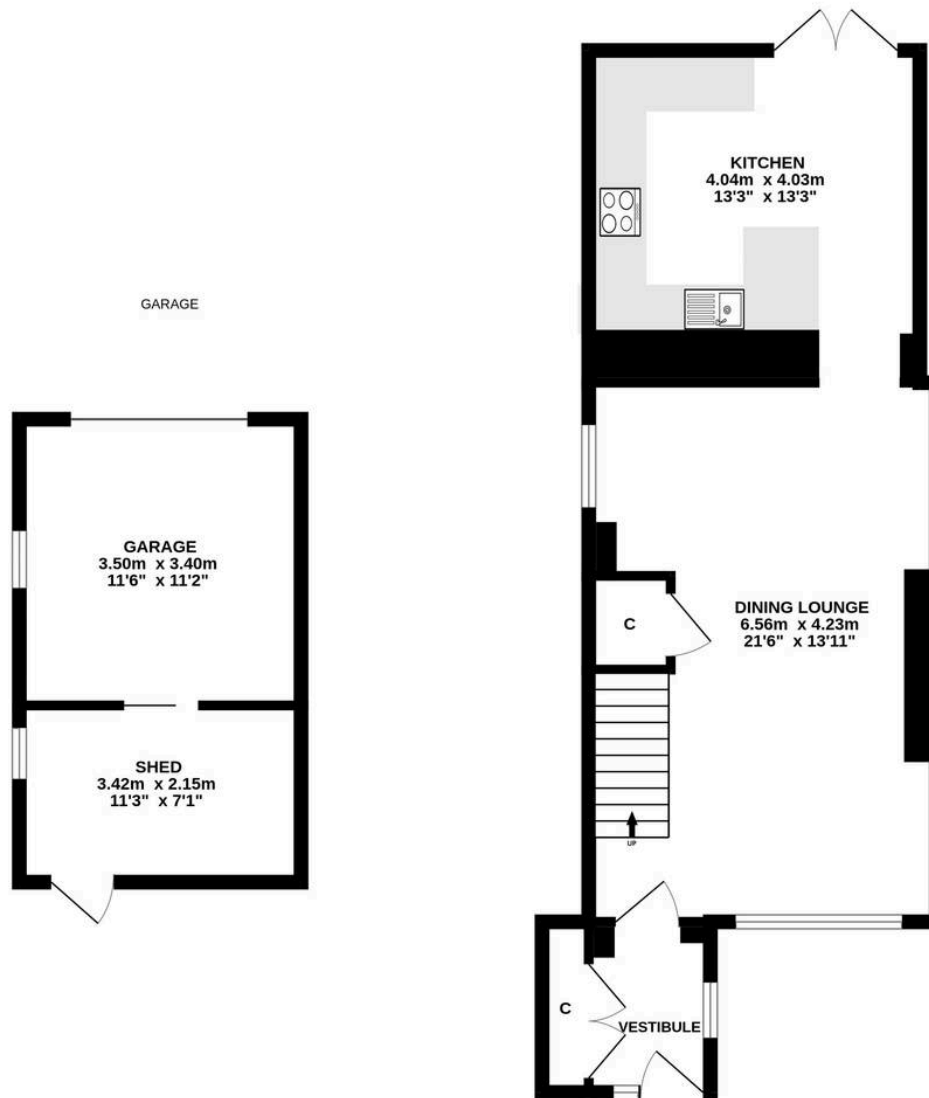 GARAGE
GARAGE
3.50m x 3.40m
11'6" x 11'2"
SHED
3.42m x 2.15m
11'3" x 7'1"
KITCHEN
4.04m x 4.03m
13'3" x 13'3"
DINING LOUNGE
6.56m x 4.23m
21'6" x 13'11"
C
UP
C
VESTIBULE